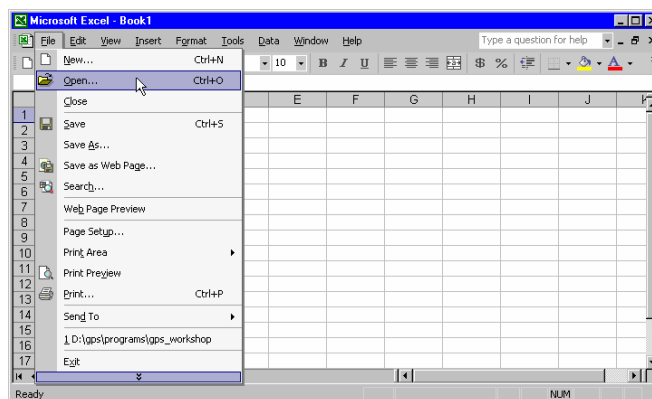 Microsoft Excel - Book1
File Edit View Insert Format Tools Data Window Help Type a question for help
New... Ctrl+N
10 B I U $ %
Open... Ctrl+O
Close
E F G H I J
Save Ctrl+S
Save As...
Save as Web Page...
Search...
Web Page Preview
Page Setup...
Print Area
Print Preview
Print... Ctrl+P
Send To
1 D:\gps\programs\gps_workshop
Exit
1
2
3
4
5
6
7
8
9
10
11
12
13
14
15
16
17
Ready NUM